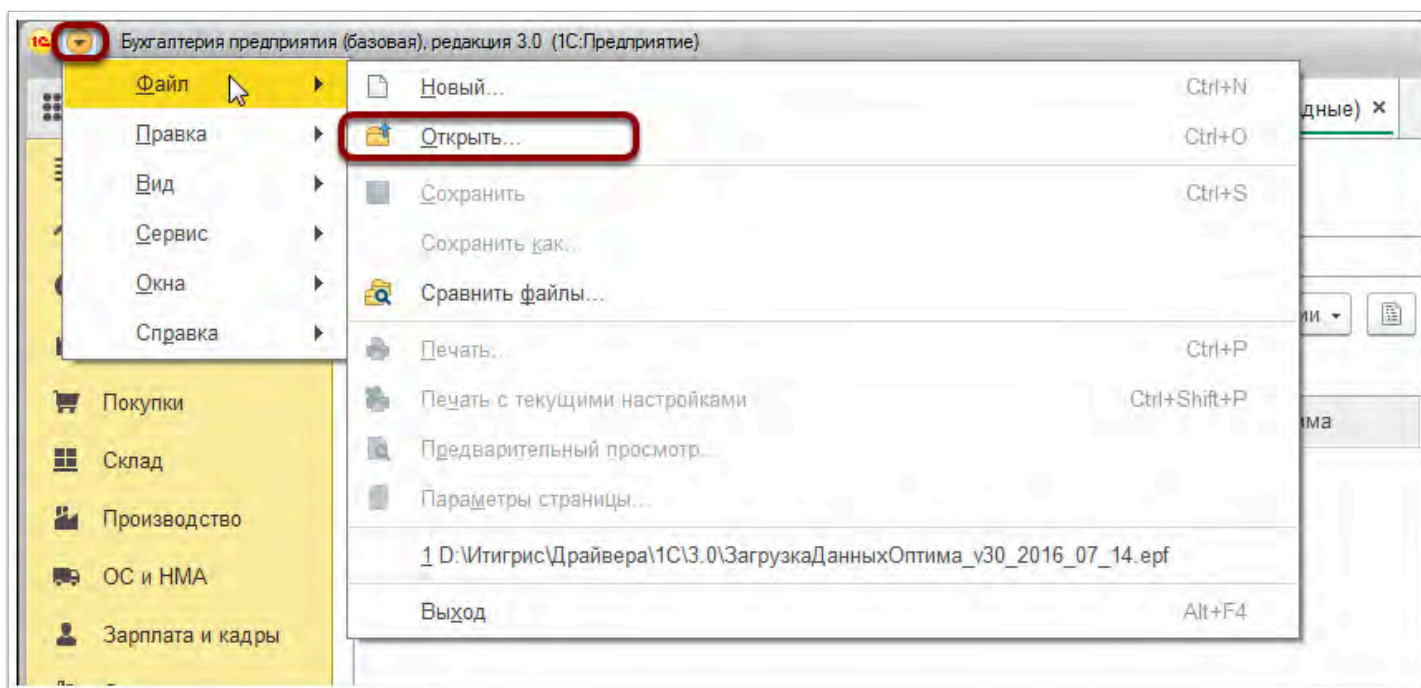 1С Бухгалтерия предприятия (базовая), редакция 3.0 (1С:Предприятие)
Файл
Правка
Вид
Сервис
Окна
Справка
Новый... Ctrl+N
Открыть... Ctrl+O
Сохранить Ctrl+S
Сохранить как...
Сравнить файлы...
Печать... Ctrl+P
Печать с текущими настройками Ctrl+Shift+P
Предварительный просмотр...
Параметры страницы...
1 D:\Итигрис\Драйвера\1С\3.0\ЗагрузкаДанныхОптима_v30_2016_07_14.epf
Выход Alt+F4
дные) ×
ии
има
Покупки
Склад
Производство
ОС и НМА
Зарплата и кадры